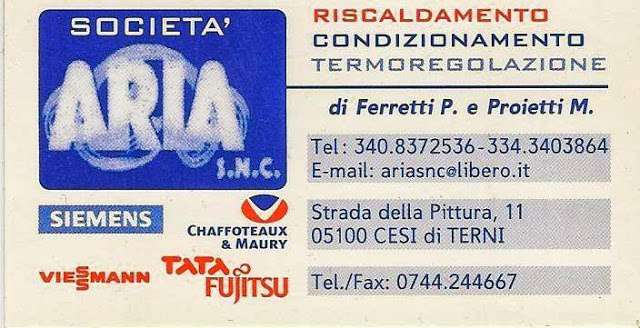 SOCIETA'
ARIA
S.N.C.
RISCALDAMENTO
CONDIZIONAMENTO
TERMOREGOLAZIONE
di Ferretti P. e Proietti M.
Tel: 340.8372536-334.3403864
E-mail: ariasnc@libero.it
SIEMENS
CHAFFOTEAUX
& MAURY
Strada della Pittura, 11
05100 CESI di TERNI
VIESSMANN
TATA
FUJITSU
Tel./Fax: 0744.244667